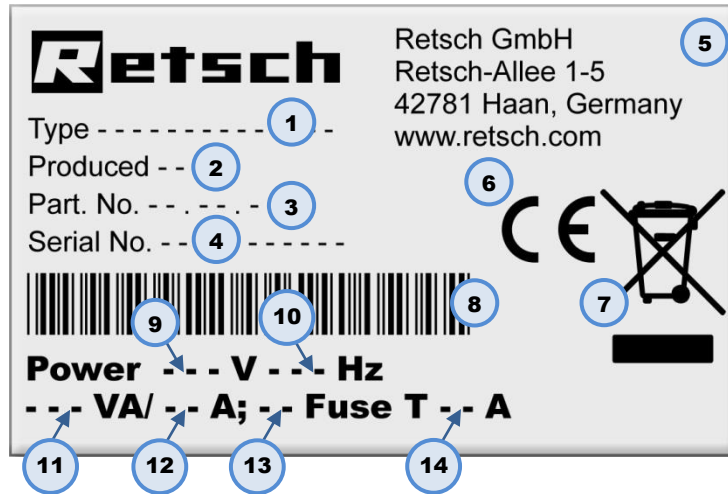 Retsch
Retsch GmbH
Retsch-Allee 1-5
42781 Haan, Germany
www.retsch.com
5
Type - - - - - - - - - - - 1 - -
Produced - - 2
Part. No. - - . - - . - 3
Serial No. - - 4 - - - - - -
6
CE
7
8
9
10
Power - - - V - - - Hz
- - - VA/ - - A; - - Fuse T - - A
11
12
13
14